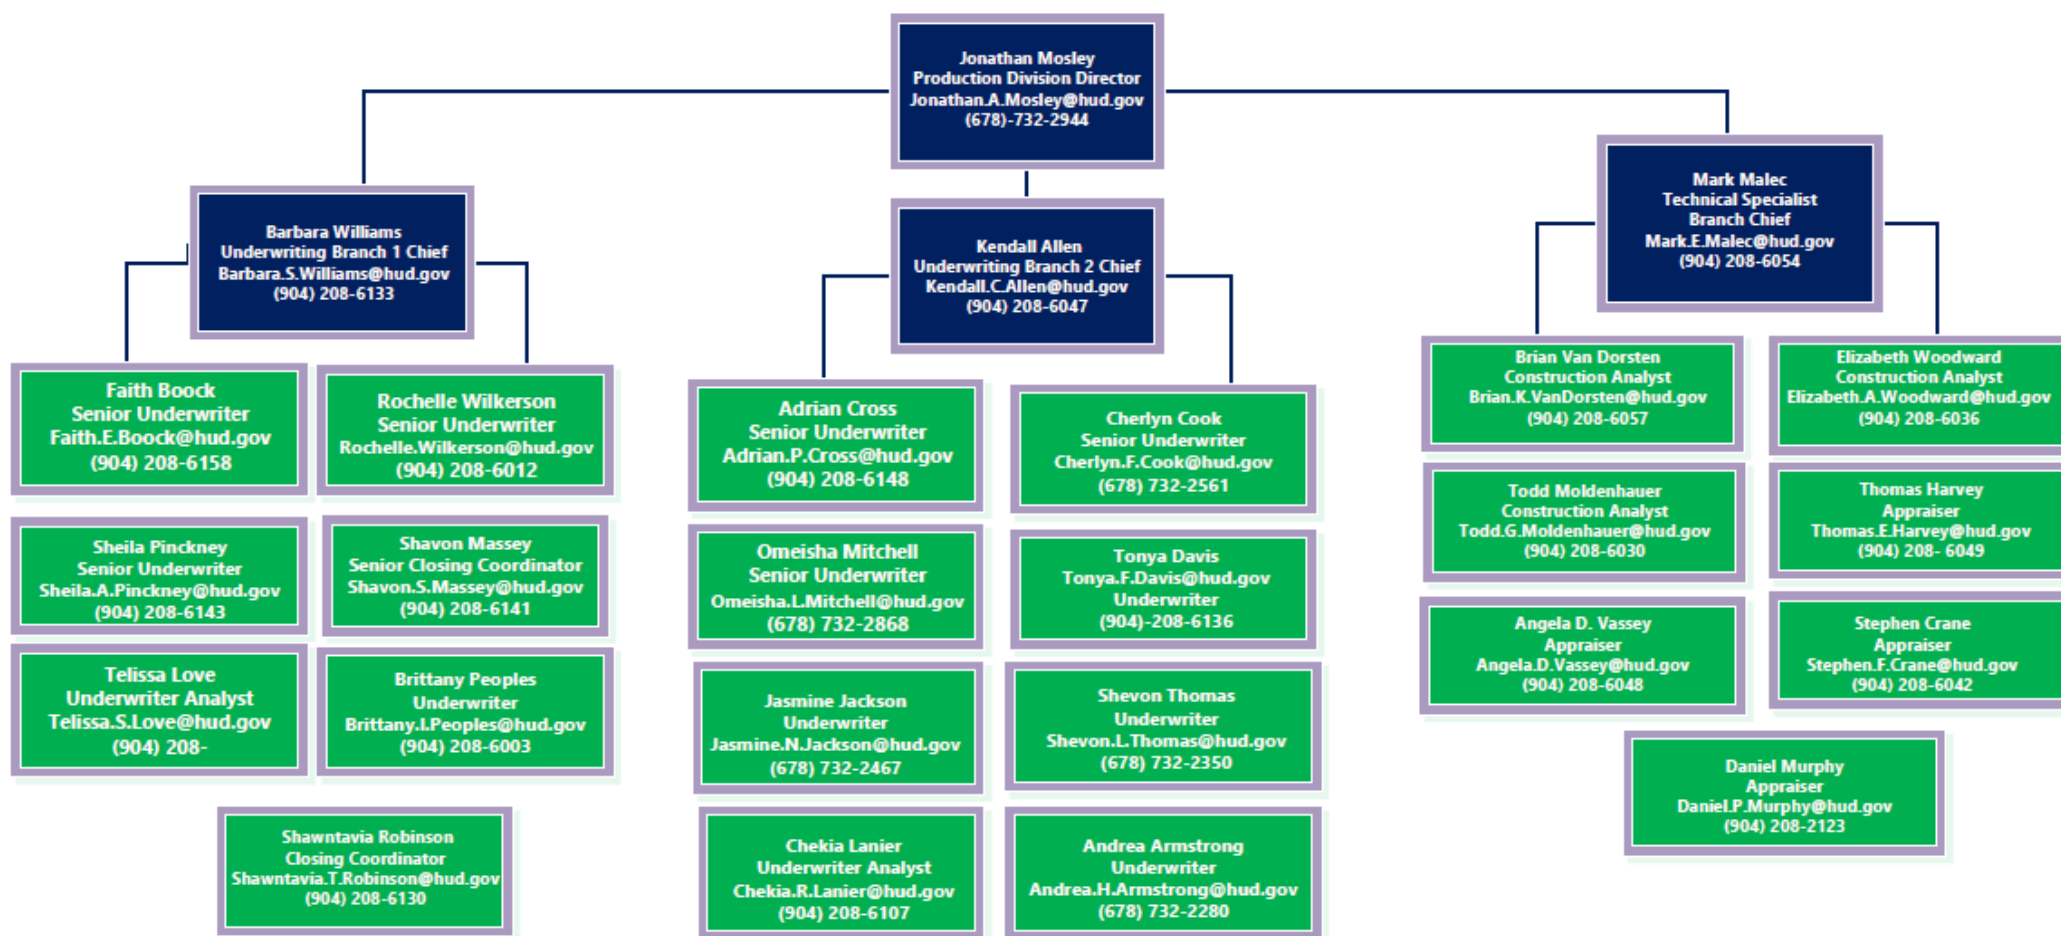 Jonathan Mosley
Production Division Director
Jonathan.A.Mosley@hud.gov
(678)-732-2944
Barbara Williams
Underwriting Branch 1 Chief
Barbara.S.Williams@hud.gov
(904) 208-6133
Kendall Allen
Underwriting Branch 2 Chief
Kendall.C.Allen@hud.gov
(904) 208-6047
Mark Malec
Technical Specialist
Branch Chief
Mark.E.Malec@hud.gov
(904) 208-6054
Faith Boock
Senior Underwriter
Faith.E.Boock@hud.gov
(904) 208-6158
Rochelle Wilkerson
Senior Underwriter
Rochelle.Wilkerson@hud.gov
(904) 208-6012
Sheila Pinckney
Senior Underwriter
Sheila.A.Pinckney@hud.gov
(904) 208-6143
Shavon Massey
Senior Closing Coordinator
Shavon.S.Massey@hud.gov
(904) 208-6141
Telissa Love
Underwriter Analyst
Telissa.S.Love@hud.gov
(904) 208-
Brittany Peoples
Underwriter
Brittany.I.Peoples@hud.gov
(904) 208-6003
Shawntavia Robinson
Closing Coordinator
Shawntavia.T.Robinson@hud.gov
(904) 208-6130
Adrian Cross
Senior Underwriter
Adrian.P.Cross@hud.gov
(904) 208-6148
Cherlyn Cook
Senior Underwriter
Cherlyn.F.Cook@hud.gov
(678) 732-2561
Omeisha Mitchell
Senior Underwriter
Omeisha.L.Mitchell@hud.gov
(678) 732-2868
Tonya Davis
Tonya.F.Davis@hud.gov
Underwriter
(904)-208-6136
Jasmine Jackson
Underwriter
Jasmine.N.Jackson@hud.gov
(678) 732-2467
Shevon Thomas
Underwriter
Shevon.L.Thomas@hud.gov
(678) 732-2350
Chekia Lanier
Underwriter Analyst
Chekia.R.Lanier@hud.gov
(904) 208-6107
Andrea Armstrong
Underwriter
Andrea.H.Armstrong@hud.gov
(678) 732-2280
Brian Van Dorsten
Construction Analyst
Brian.K.VanDorsten@hud.gov
(904) 208-6057
Elizabeth Woodward
Construction Analyst
Elizabeth.A.Woodward@hud.gov
(904) 208-6036
Todd Moldenhauer
Construction Analyst
Todd.G.Moldenhauer@hud.gov
(904) 208-6030
Thomas Harvey
Appraiser
Thomas.E.Harvey@hud.gov
(904) 208- 6049
Angela D. Vassey
Appraiser
Angela.D.Vassey@hud.gov
(904) 208-6048
Stephen Crane
Appraiser
Stephen.F.Crane@hud.gov
(904) 208-6042
Daniel Murphy
Appraiser
Daniel.P.Murphy@hud.gov
(904) 208-2123